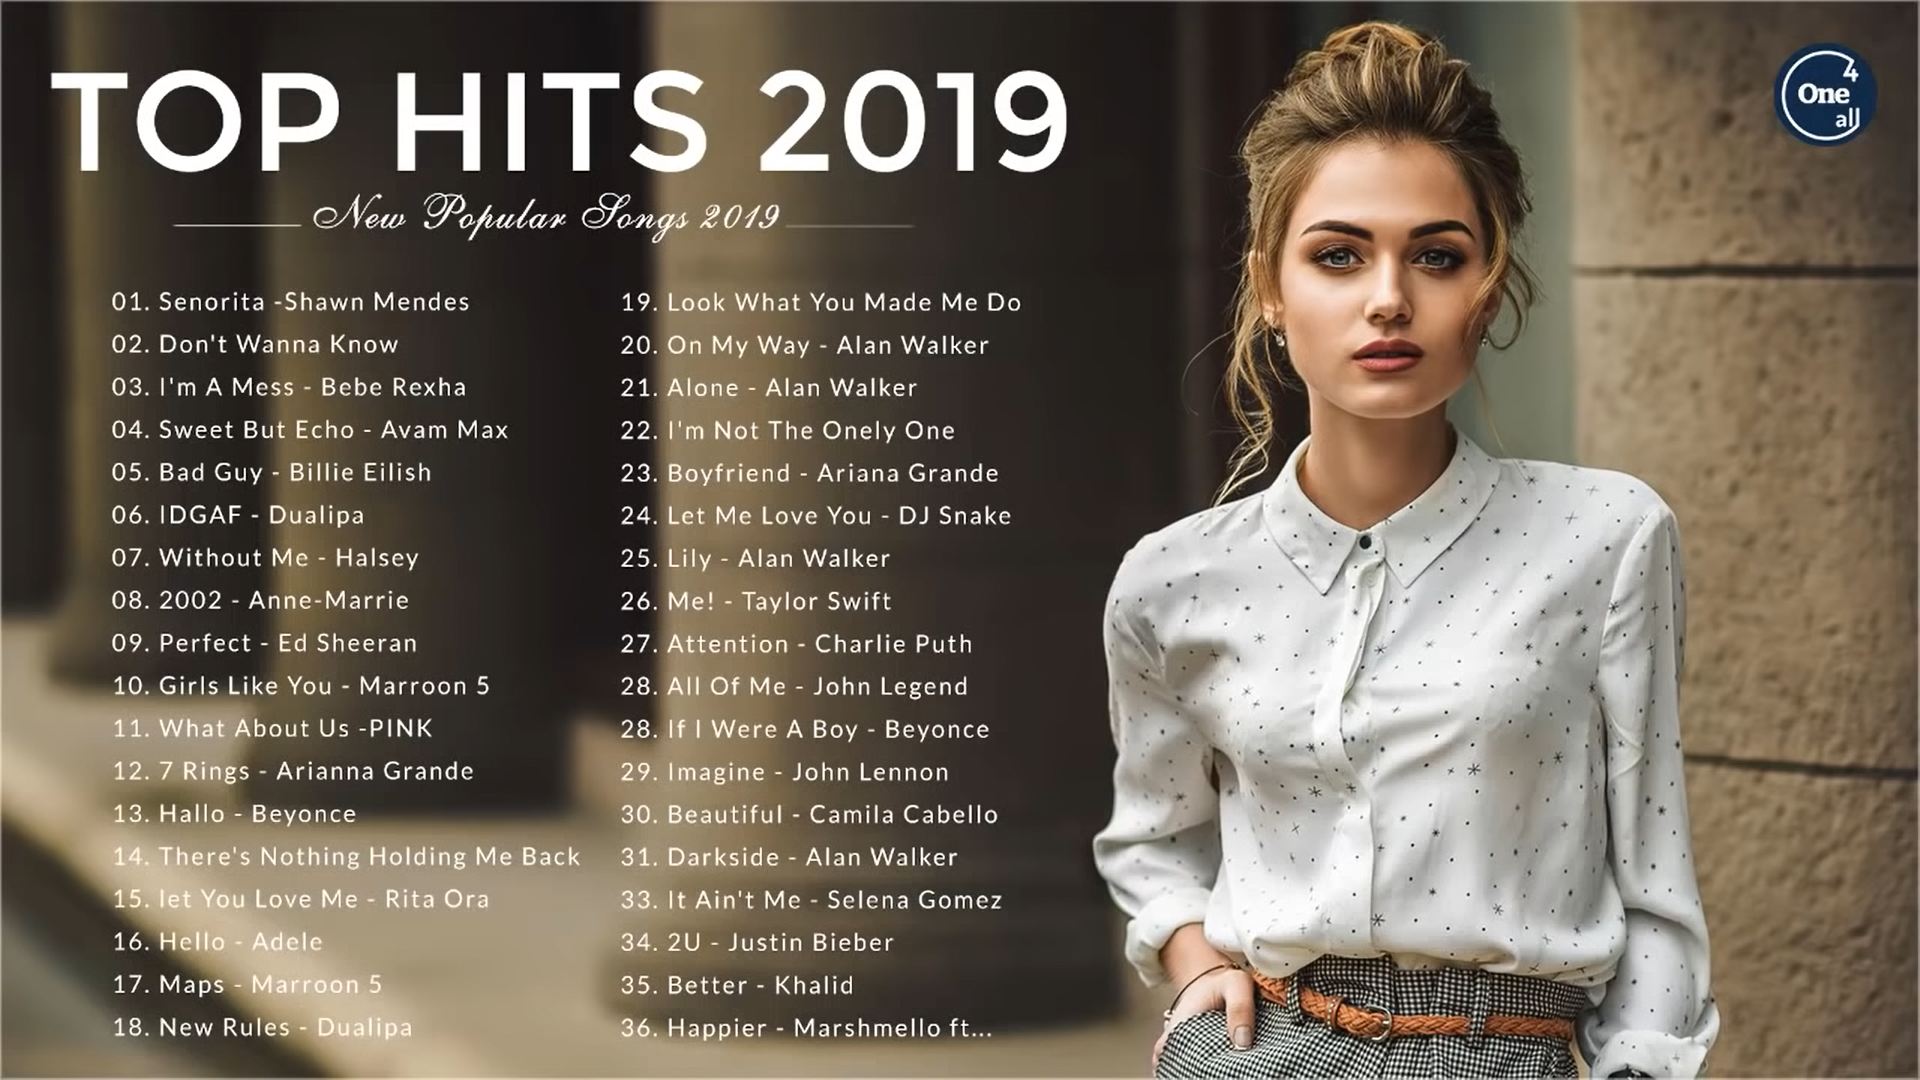 TOP HITS 2019
New Popular Songs 2019
01. Senorita -Shawn Mendes
02. Don't Wanna Know
03. I'm A Mess - Bebe Rexha
04. Sweet But Echo - Avam Max
05. Bad Guy - Billie Eilish
06. IDGAF - Dualipa
07. Without Me - Halsey
08. 2002 - Anne-Marrie
09. Perfect - Ed Sheeran
10. Girls Like You - Marroon 5
11. What About Us -PINK
12. 7 Rings - Arianna Grande
13. Hallo - Beyonce
14. There's Nothing Holding Me Back
15. let You Love Me - Rita Ora
16. Hello - Adele
17. Maps - Marroon 5
18. New Rules - Dualipa
19. Look What You Made Me Do
20. On My Way - Alan Walker
21. Alone - Alan Walker
22. I'm Not The Onely One
23. Boyfriend - Ariana Grande
24. Let Me Love You - DJ Snake
25. Lily - Alan Walker
26. Me! - Taylor Swift
27. Attention - Charlie Puth
28. All Of Me - John Legend
28. If I Were A Boy - Beyonce
29. Imagine - John Lennon
30. Beautiful - Camila Cabello
31. Darkside - Alan Walker
33. It Ain't Me - Selena Gomez
34. 2U - Justin Bieber
35. Better - Khalid
36. Happier - Marshmello ft...
4
One
all